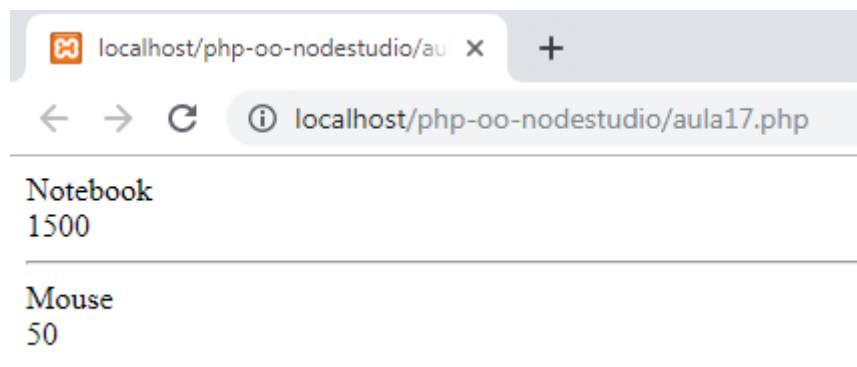 localhost/php-oo-nodestudio/au
localhost/php-oo-nodestudio/aula17.php
Notebook
1500
Mouse
50